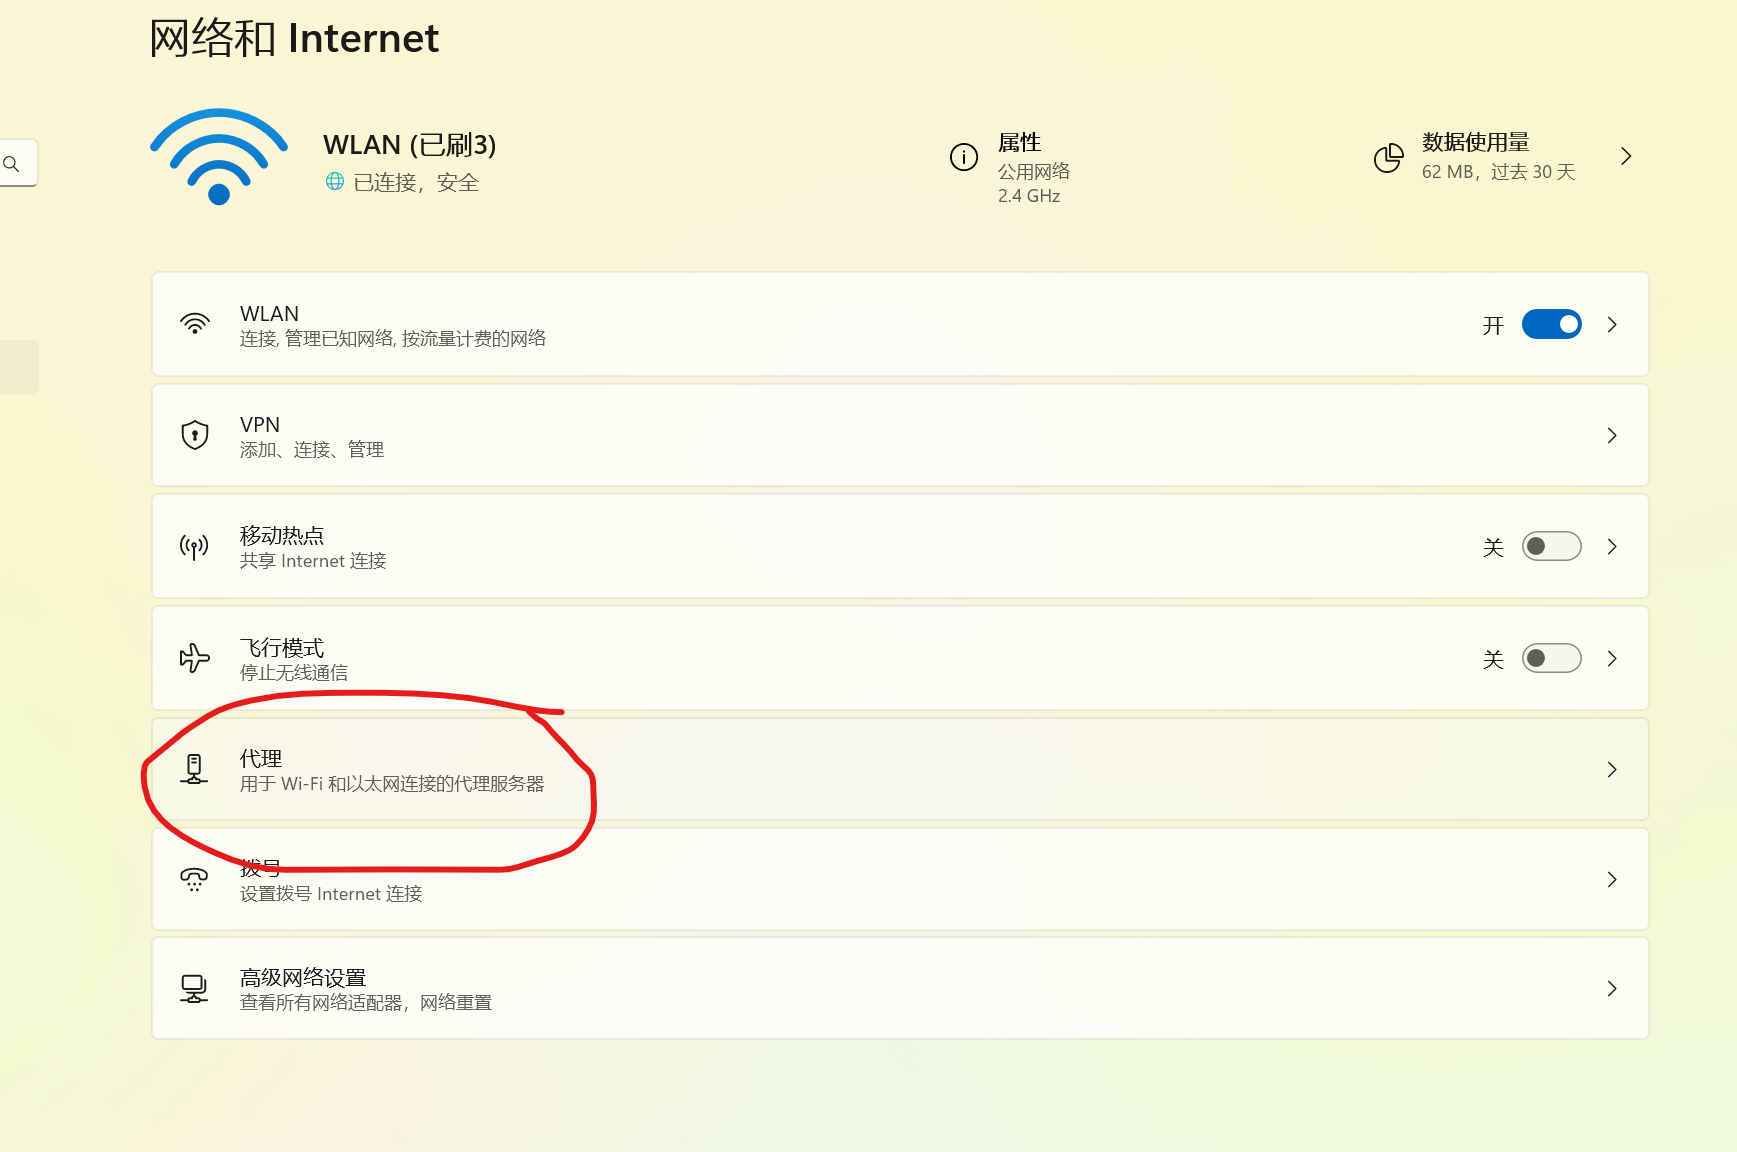 网络和 Internet
WLAN (已刷3)
已连接，安全
属性
公用网络
2.4 GHz
数据使用量
62 MB，过去 30 天
WLAN
连接, 管理已知网络, 按流量计费的网络
开
VPN
添加、连接、管理
移动热点
共享 Internet 连接
关
飞行模式
停止无线通信
关
代理
用于 Wi-Fi 和以太网连接的代理服务器
拨号
设置拨号 Internet 连接
高级网络设置
查看所有网络适配器，网络重置